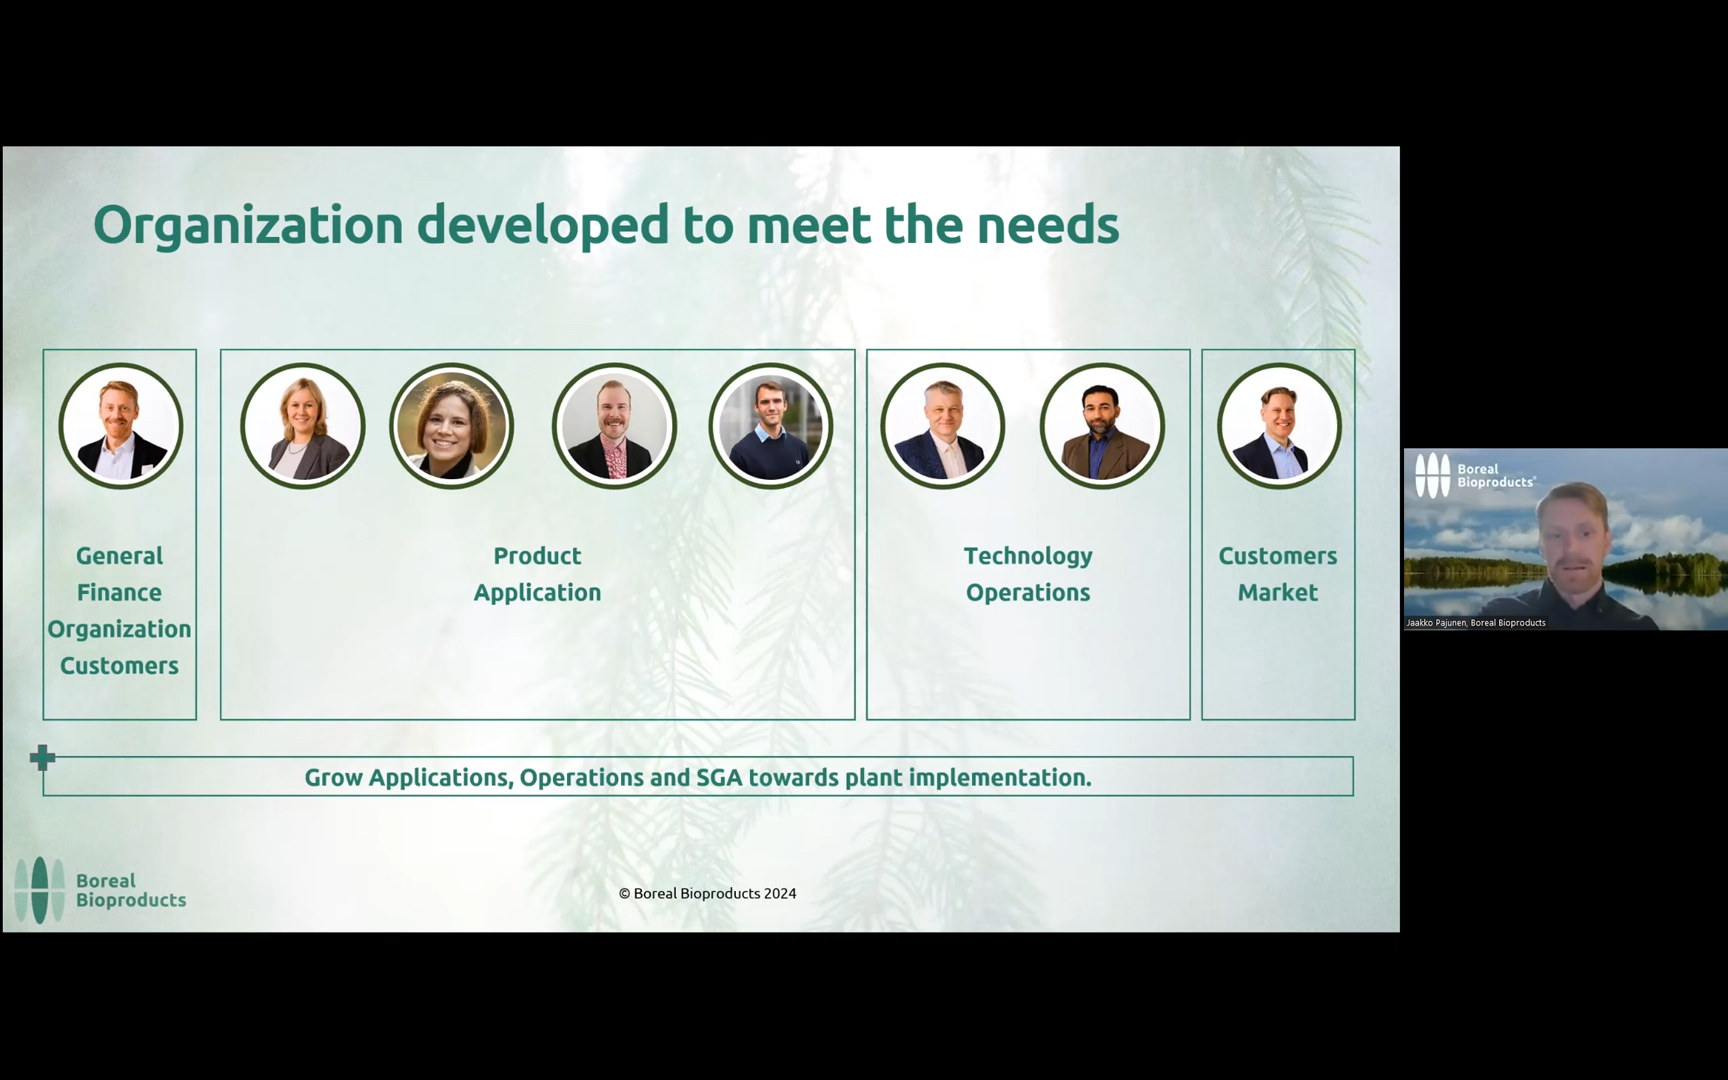 Organization developed to meet the needs
General
Finance
Organization
Customers
Product
Application
Technology
Operations
Customers
Market
Grow Applications, Operations and SGA towards plant implementation.
Boreal
Bioproducts
© Boreal Bioproducts 2024
Boreal
Bioproducts
Jaakko Pajunen, Boreal Bioproducts